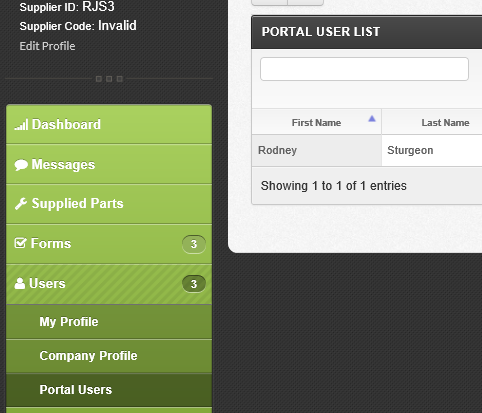 Supplier ID: RJS3
Supplier Code: Invalid
Edit Profile
Dashboard
Messages
Supplied Parts
Forms 3
Users 3
My Profile
Company Profile
Portal Users
PORTAL USER LIST
First Name Last Name
Rodney Sturgeon
Showing 1 to 1 of 1 entries